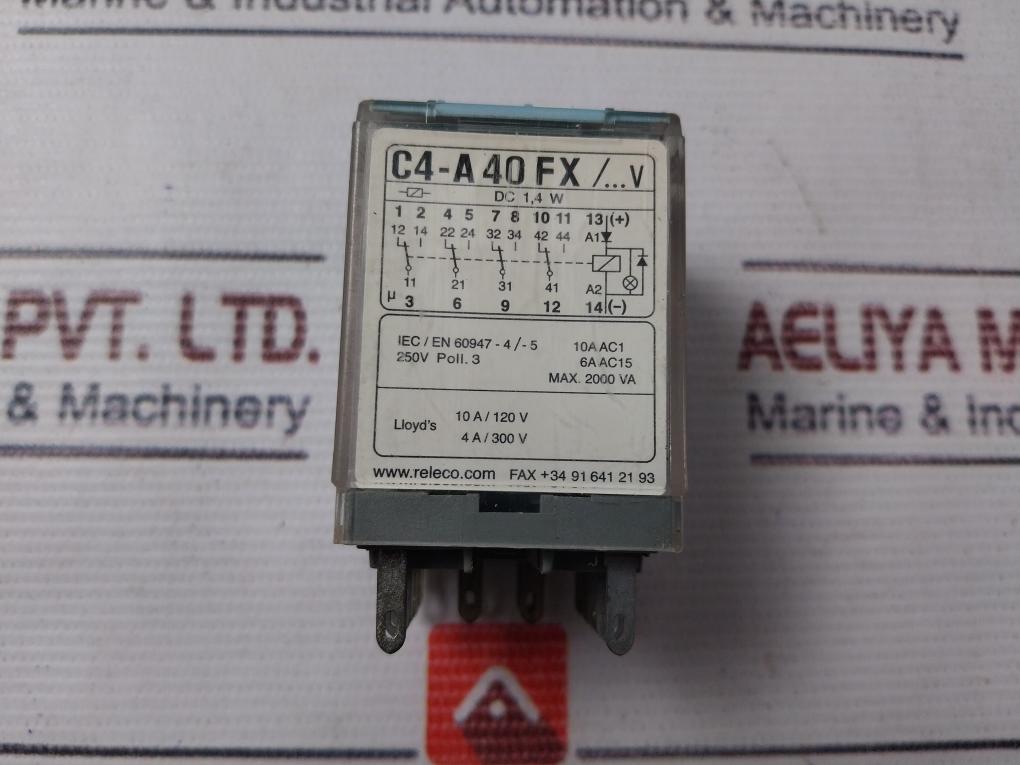 Marine & Industrial Automation & Machinery
C4-A40 FX /...V
DC 1,4 W
1 2 4 5 7 8 10 11 13 (+)
12 14 22 24 32 34 42 44 A1
11 21 31 41 A2
µ 3 6 9 12 14 (-)
IEC / EN 60947 - 4 / - 5 10A AC1
250V Poll. 3 6A AC15
MAX. 2000 VA
Lloyd's 10 A / 120 V
4 A / 300 V
www.releco.com FAX +34 91 641 21 93
PVT. LTD.
& Machinery
AELIYA M
Marine & Ind